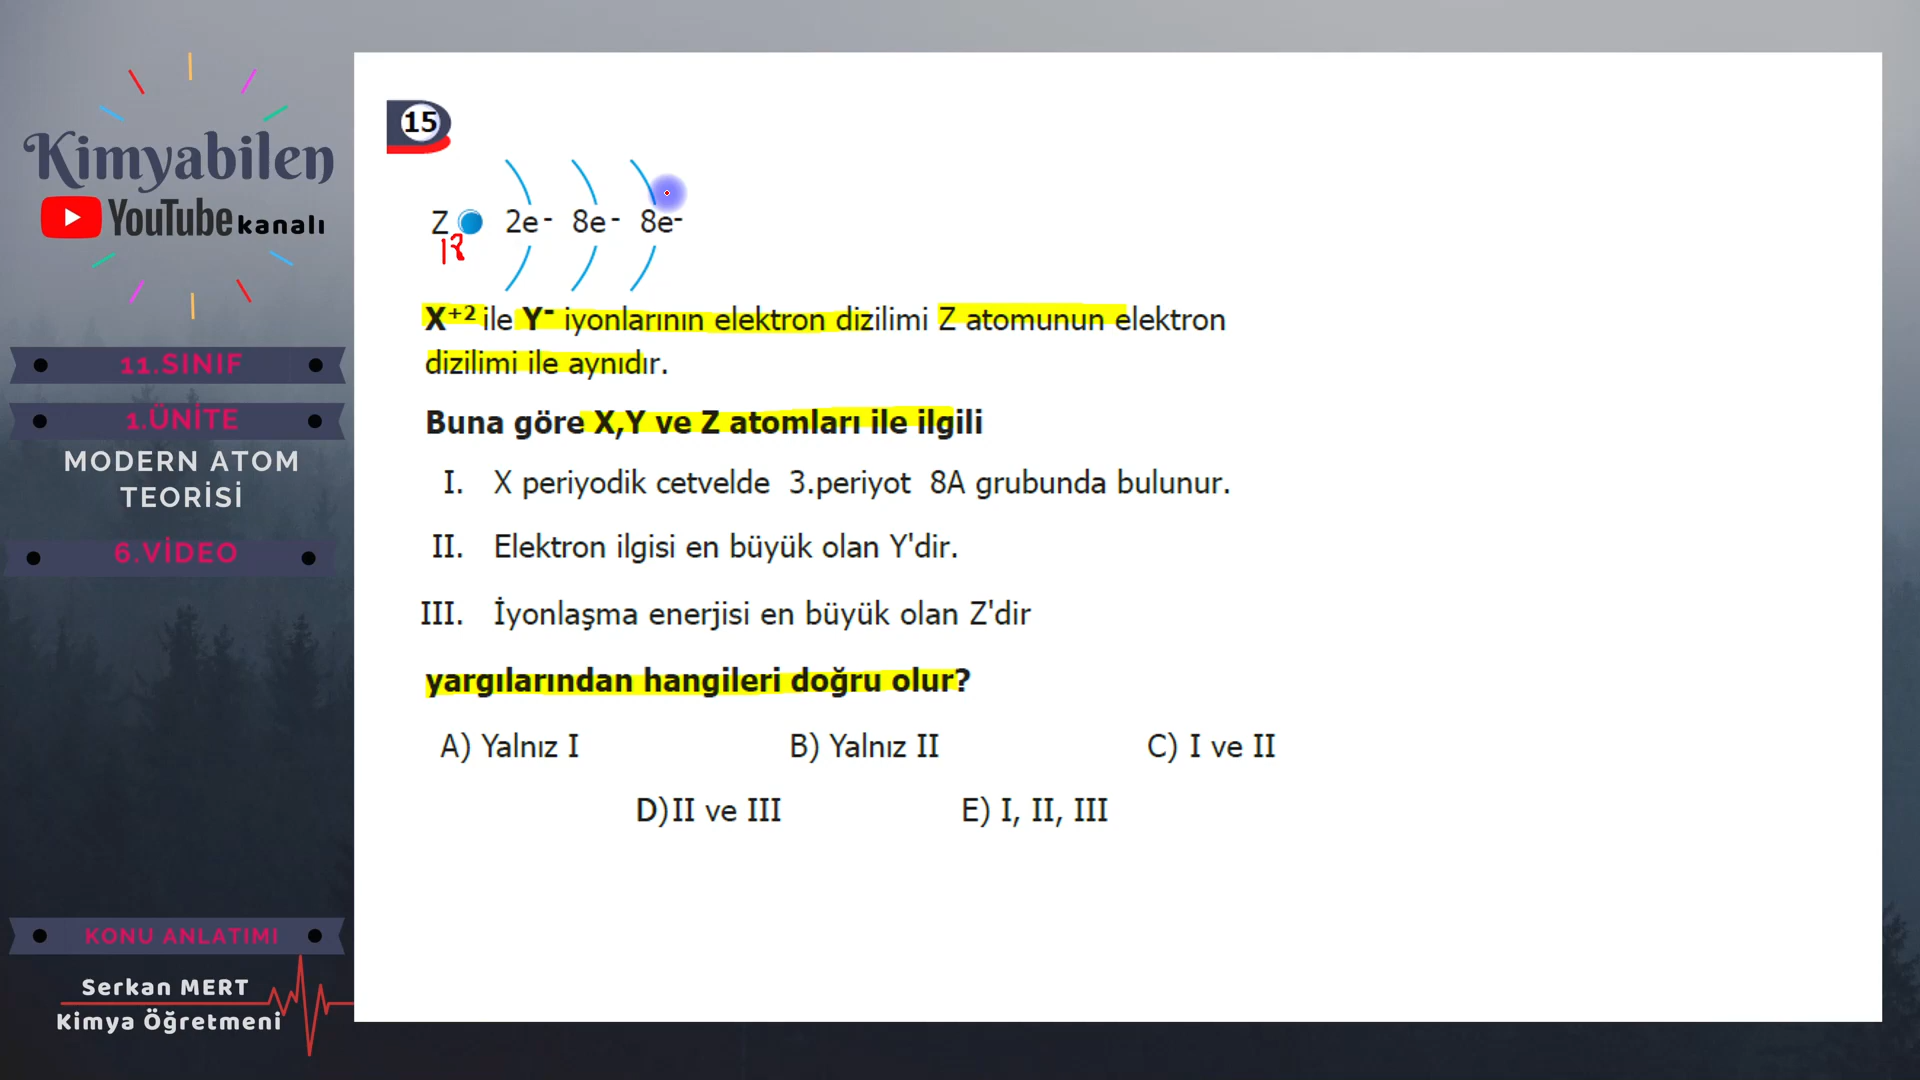 Kimyabilen
YouTube kanalı
11.SINIF
1.ÜNİTE
MODERN ATOM
TEORİSİ
6.VİDEO
KONU ANLATIMI
Serkan MERT
Kimya Öğretmeni
15
Z 2e- 8e- 8e-
18
X+2 ile Y- iyonlarının elektron dizilimi Z atomunun elektron
dizilimi ile aynıdır.
Buna göre X,Y ve Z atomları ile ilgili
I. X periyodik cetvelde 3.periyot 8A grubunda bulunur.
II. Elektron ilgisi en büyük olan Y'dir.
III. İyonlaşma enerjisi en büyük olan Z'dir
yargılarından hangileri doğru olur?
A) Yalnız I B) Yalnız II C) I ve II
D)II ve III E) I, II, III